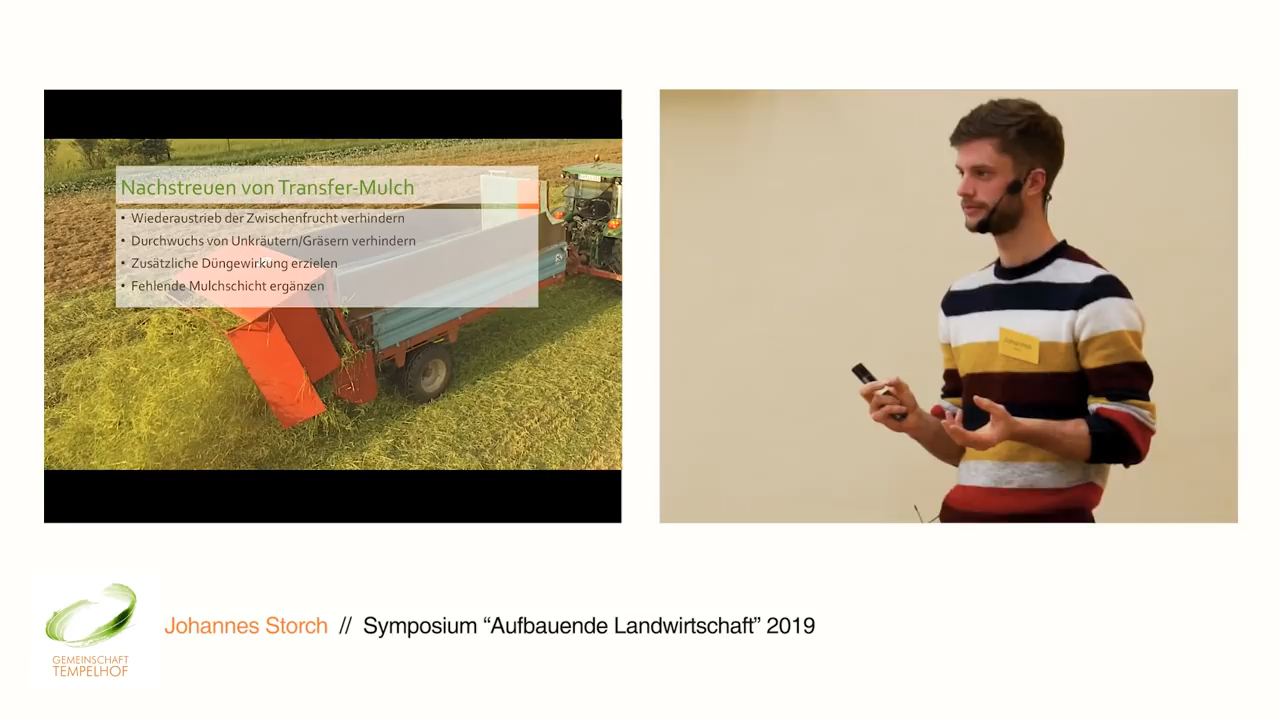 Nachstreuen von Transfer-Mulch
• Wiederaustrieb der Zwischenfrucht verhindern
• Durchwuchs von Unkräutern/Gräsern verhindern
• Zusätzliche Düngewirkung erzielen
• Fehlende Mulchschicht ergänzen
Johannes
GEMEINSCHAFT
TEMPELHOF
Johannes Storch // Symposium “Aufbauende Landwirtschaft” 2019